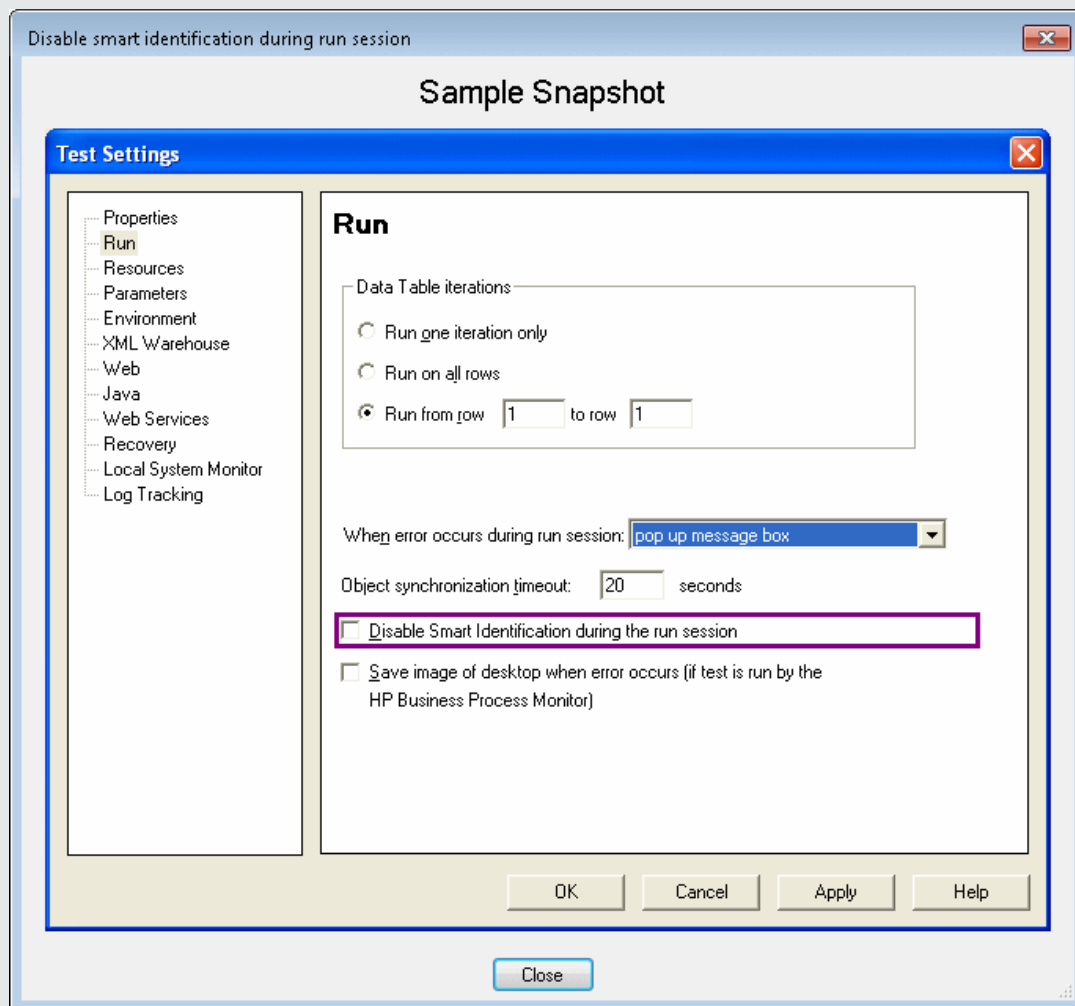 Disable smart identification during run session
Sample Snapshot
Test Settings
Properties
Run
Resources
Parameters
Environment
XML Warehouse
Web
Java
Web Services
Recovery
Local System Monitor
Log Tracking
Run
Data Table iterations
Run one iteration only
Run on all rows
Run from row 1 to row 1
When error occurs during run session: pop up message box
Object synchronization timeout: 20 seconds
Disable Smart Identification during the run session
Save image of desktop when error occurs (if test is run by the
HP Business Process Monitor)
OK Cancel Apply Help
Close